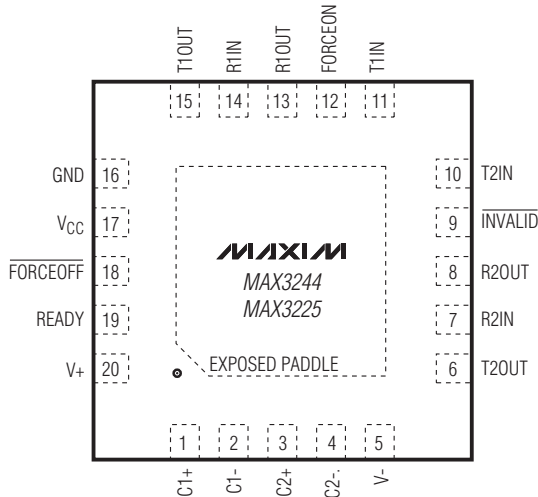 T1OUT
R1IN
R1OUT
FORCEON
T1IN
15 14 13 12 11
GND 16
10 T2IN
VCC 17
9 INVALID
FORCEOFF 18
8 R2OUT
READY 19
7 R2IN
V+ 20
6 T2OUT
MAXIM
MAX3244
MAX3225
EXPOSED PADDLE
1 2 3 4 5
C1+
C1-
C2+
C2-.
V-